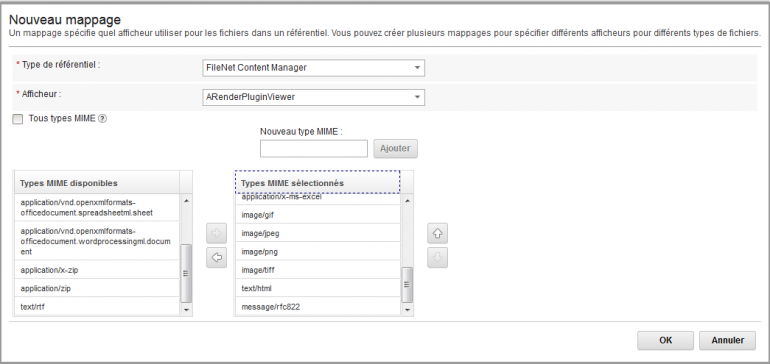 Nouveau mappage
Un mappage spécifie quel afficheur utiliser pour les fichiers dans un référentiel. Vous pouvez créer plusieurs mappages pour spécifier différents afficheurs pour différents types de fichiers.
* Type de référentiel :
FileNet Content Manager
* Afficheur :
ARenderPluginViewer
Tous types MIME ?
Nouveau type MIME :
Ajouter
Types MIME disponibles
application/vnd.openxmlformats-
officedocument.spreadsheetml.sheet
application/vnd.openxmlformats-
officedocument.wordprocessingml.docum
ent
application/x-zip
application/zip
text/rtf
Types MIME sélectionnés
application/x-ms-excel
image/gif
image/jpeg
image/png
image/tiff
text/html
message/rfc822
OK
Annuler